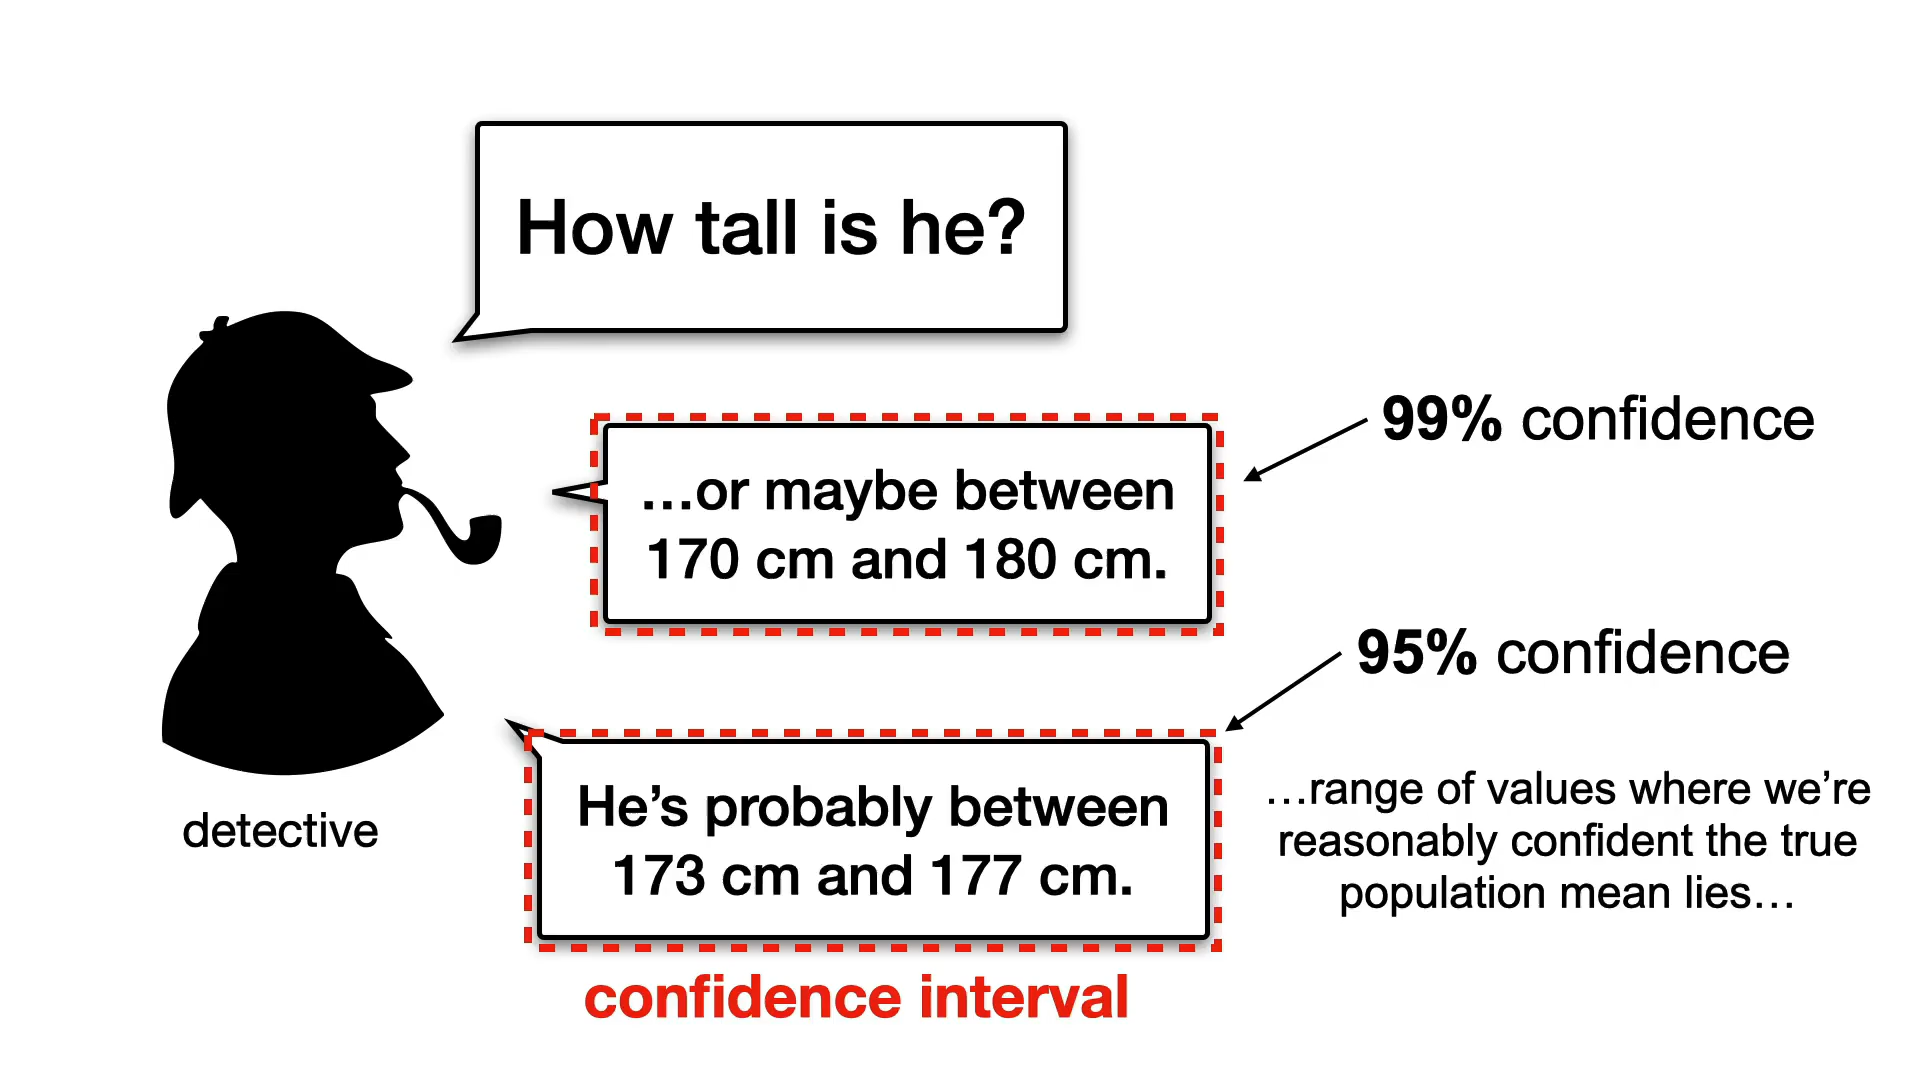 How tall is he?
…or maybe between
170 cm and 180 cm.
99% confidence
95% confidence
He’s probably between
173 cm and 177 cm.
…range of values where we’re
reasonably confident the true
population mean lies…
detective
confidence interval